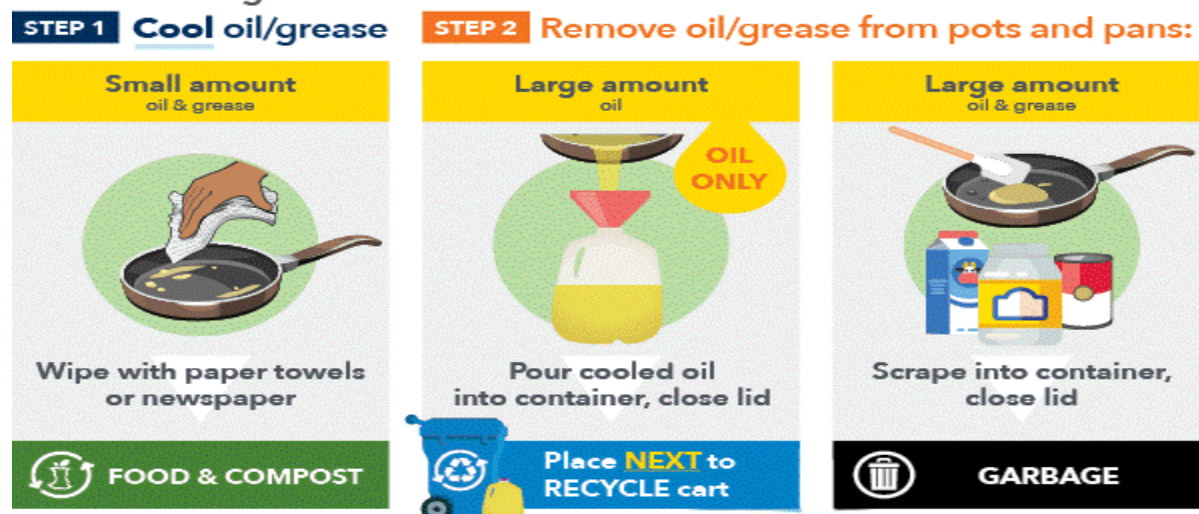 STEP 1 Cool oil/grease
STEP 2 Remove oil/grease from pots and pans:
Small amount
oil & grease
Wipe with paper towels
or newspaper
FOOD & COMPOST
Large amount
oil
OIL
ONLY
Pour cooled oil
into container, close lid
Place NEXT to
RECYCLE cart
Large amount
oil & grease
Scrape into container,
close lid
GARBAGE